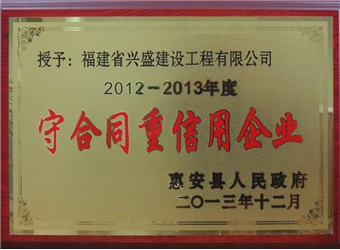 授予：福建省兴盛建设工程有限公司
2012-2013年度
守合同重信用企业
惠安县人民政府
二〇一三年十二月